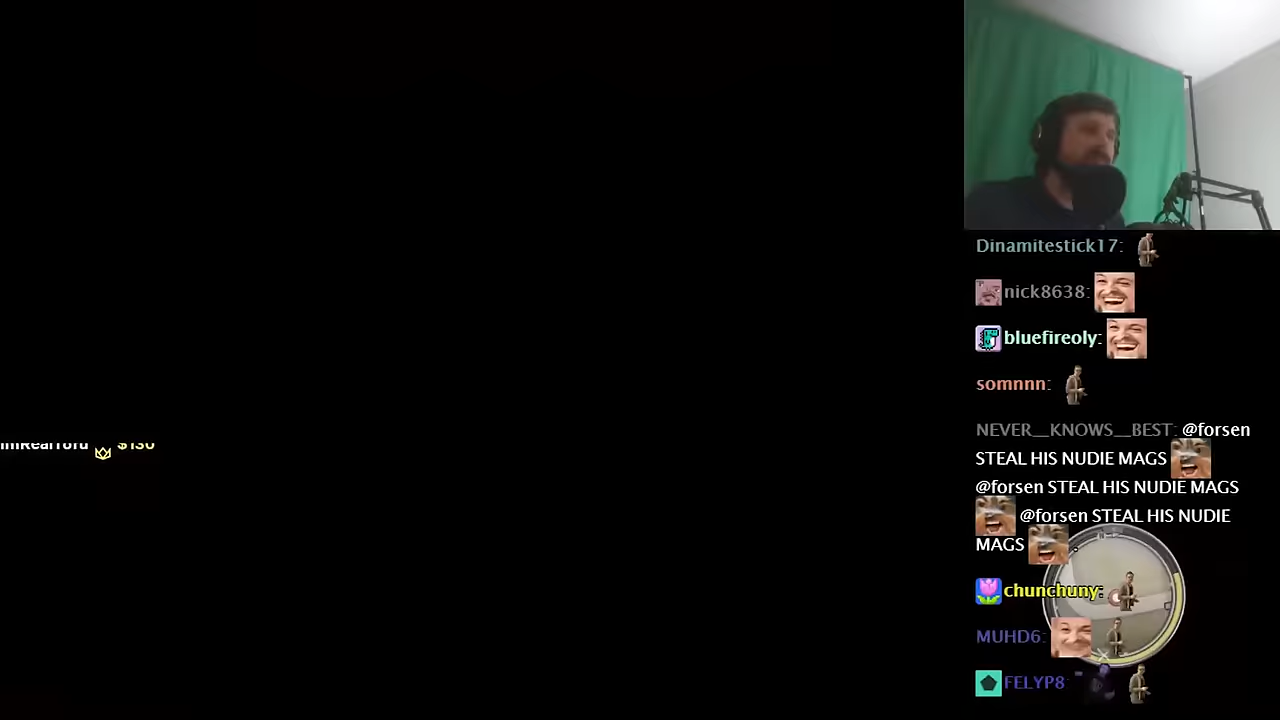 Dinamitestick17:
nick8638:
bluefireoly:
somnnn:
NEVER__KNOWS__BEST: @forsen
STEAL HIS NUDIE MAGS
@forsen STEAL HIS NUDIE MAGS
@forsen STEAL HIS NUDIE
MAGS
chunchuny:
MUHD6:
FELYP8:
$130